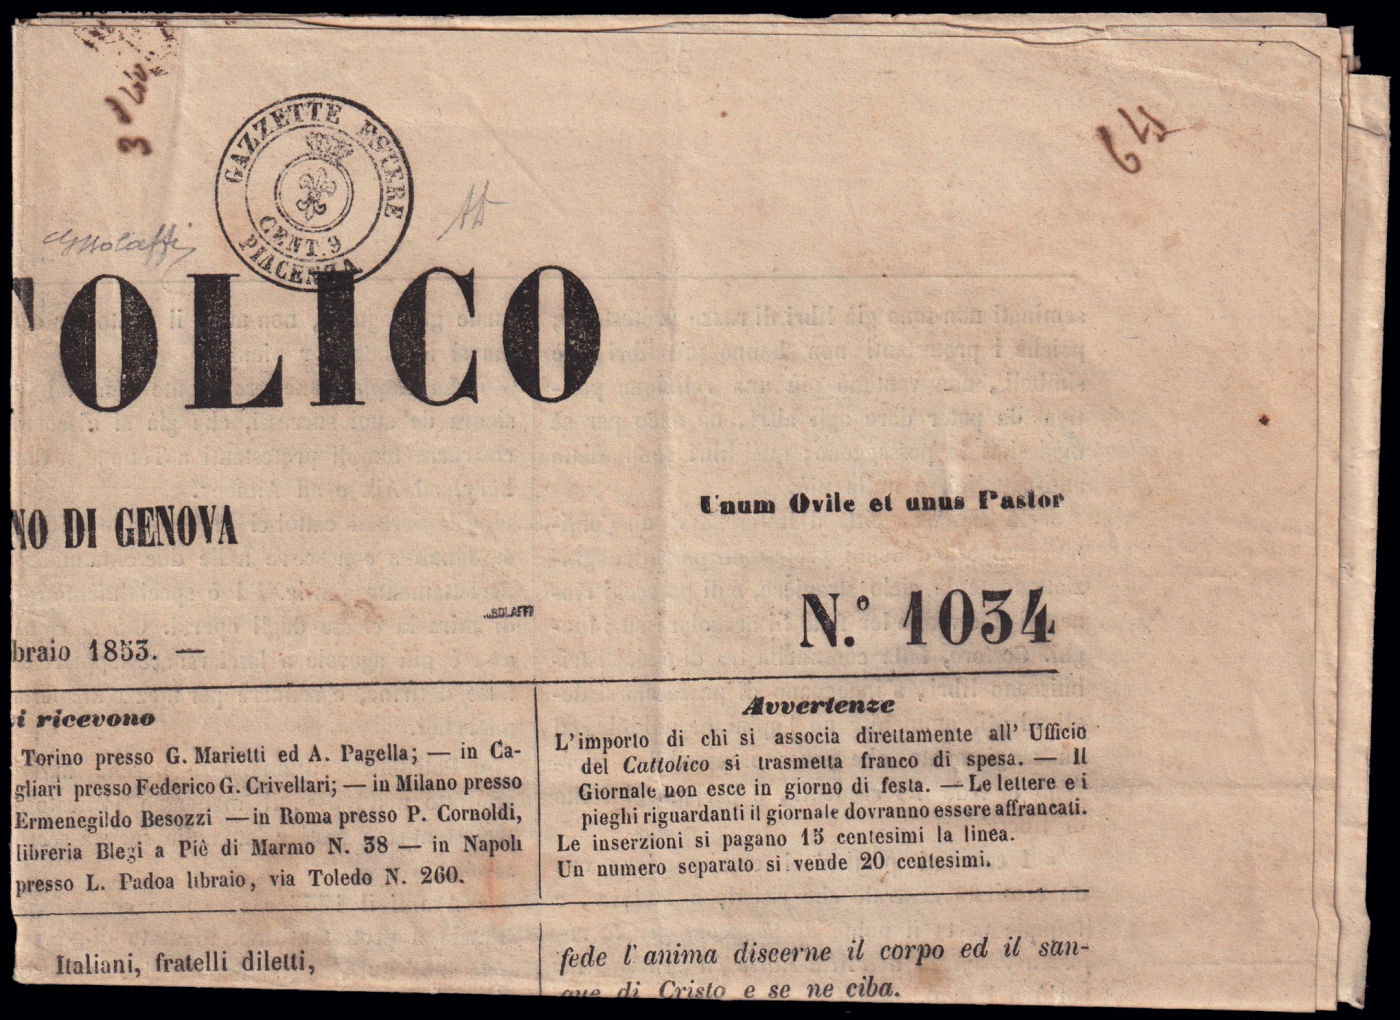 GAZZETTE ESTERE
CENT. 9
PIACENZA
TOLICO
NO DI GENOVA
Unum Ovile et unus Pastor
BOLAFFI
N.º 1034
braio 1853. —
si ricevono
Torino presso G. Marietti ed A. Pagella; — in Ca-
gliari presso Federico G. Crivellari; — in Milano presso
Ermenegildo Besozzi — in Roma presso P. Cornoldi,
libreria Blegi a Piè di Marmo N. 38 — in Napoli
presso L. Padoa libraio, via Toledo N. 260.
Avvertenze
L'importo di chi si associa direttamente all' Ufficio
del Cattolico si trasmetta franco di spesa. — Il
Giornale non esce in giorno di festa. — Le lettere e i
pieghi riguardanti il giornale dovranno essere affrancati.
Le inserzioni si pagano 15 centesimi la linea.
Un numero separato si vende 20 centesimi.
Italiani, fratelli diletti,
fede l'anima discerne il corpo ed il san-
gue di Cristo e se ne ciba.